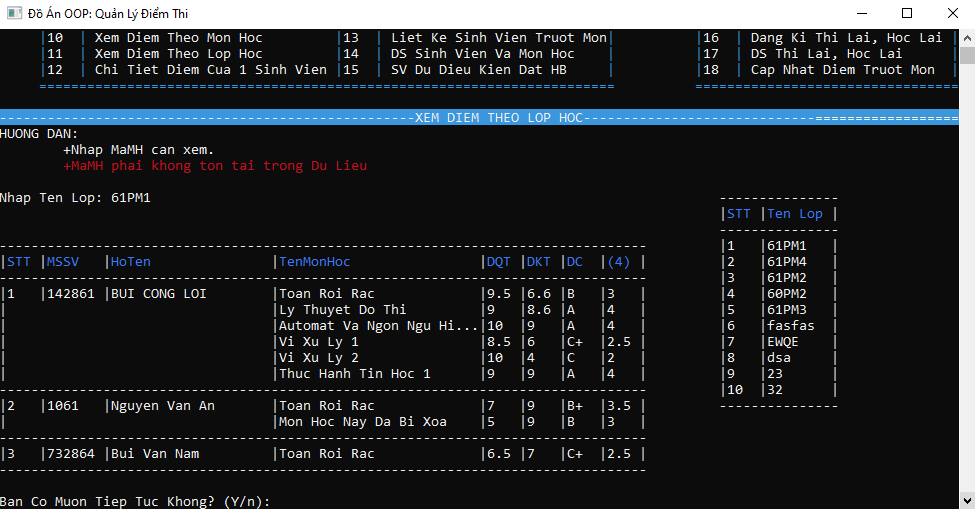 Đồ Án OOP: Quản Lý Điểm Thi
|10 | Xem Diem Theo Mon Hoc |13 | Liet Ke Sinh Vien Truot Mon| |16 | Dang Ki Thi Lai, Hoc Lai |
|11 | Xem Diem Theo Lop Hoc |14 | DS Sinh Vien Va Mon Hoc | |17 | DS Thi Lai, Hoc Lai |
|12 | Chi Tiet Diem Cua 1 Sinh Vien |15 | SV Du Dieu Kien Dat HB | |18 | Cap Nhat Diem Truot Mon |
XEM DIEM THEO LOP HOC
HUONG DAN:
+Nhap MaMH can xem.
+MaMH phai khong ton tai trong Du Lieu
Nhap Ten Lop: 61PM1
|STT |MSSV |HoTen |TenMonHoc |DQT |DKT |DC |(4) |
|1 |142861 |BUI CONG LOI |Toan Roi Rac |9.5 |6.6 |B |3 |
| | | |Ly Thuyet Do Thi |9 |8.6 |A |4 |
| | | |Automat Va Ngon Ngu Hi...|10 |9 |A |4 |
| | | |Vi Xu Ly 1 |8.5 |6 |C+ |2.5 |
| | | |Vi Xu Ly 2 |10 |4 |C |2 |
| | | |Thuc Hanh Tin Hoc 1 |9 |9 |A |4 |
|2 |1061 |Nguyen Van An |Toan Roi Rac |7 |9 |B+ |3.5 |
| | | |Mon Hoc Nay Da Bi Xoa |5 |9 |B |3 |
|3 |732864 |Bui Van Nam |Toan Roi Rac |6.5 |7 |C+ |2.5 |
|STT |Ten Lop |
|1 |61PM1 |
|2 |61PM4 |
|3 |61PM2 |
|4 |60PM2 |
|5 |61PM3 |
|6 |fasfas |
|7 |EWQE |
|8 |dsa |
|9 |23 |
|10 |32 |
Ban Co Muon Tiep Tuc Khong? (Y/n):